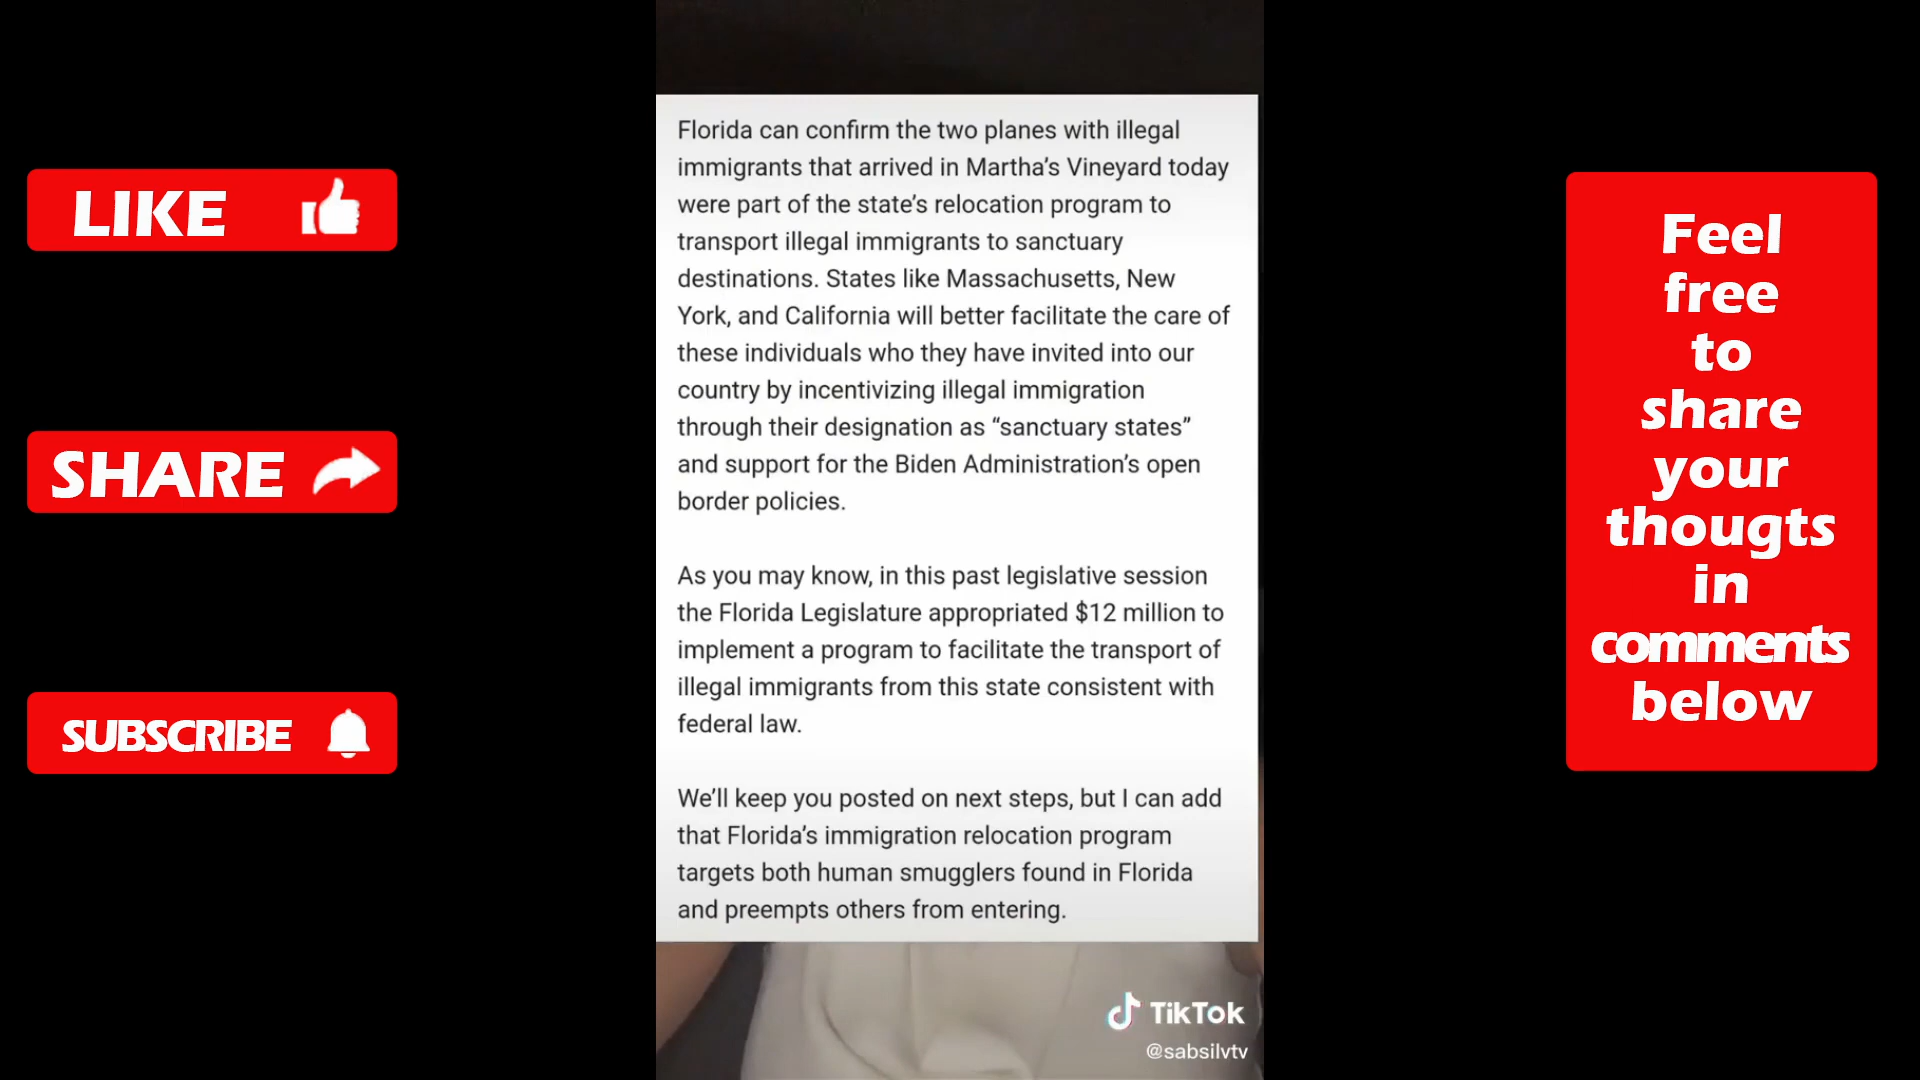 LIKE
SHARE
SUBSCRIBE
Florida can confirm the two planes with illegal
immigrants that arrived in Martha’s Vineyard today
were part of the state’s relocation program to
transport illegal immigrants to sanctuary
destinations. States like Massachusetts, New
York, and California will better facilitate the care of
these individuals who they have invited into our
country by incentivizing illegal immigration
through their designation as “sanctuary states”
and support for the Biden Administration’s open
border policies.
As you may know, in this past legislative session
the Florida Legislature appropriated $12 million to
implement a program to facilitate the transport of
illegal immigrants from this state consistent with
federal law.
We’ll keep you posted on next steps, but I can add
that Florida’s immigration relocation program
targets both human smugglers found in Florida
and preempts others from entering.
TikTok
@sabsilvtv
Feel
free
to
share
your
thougts
in
comments
below